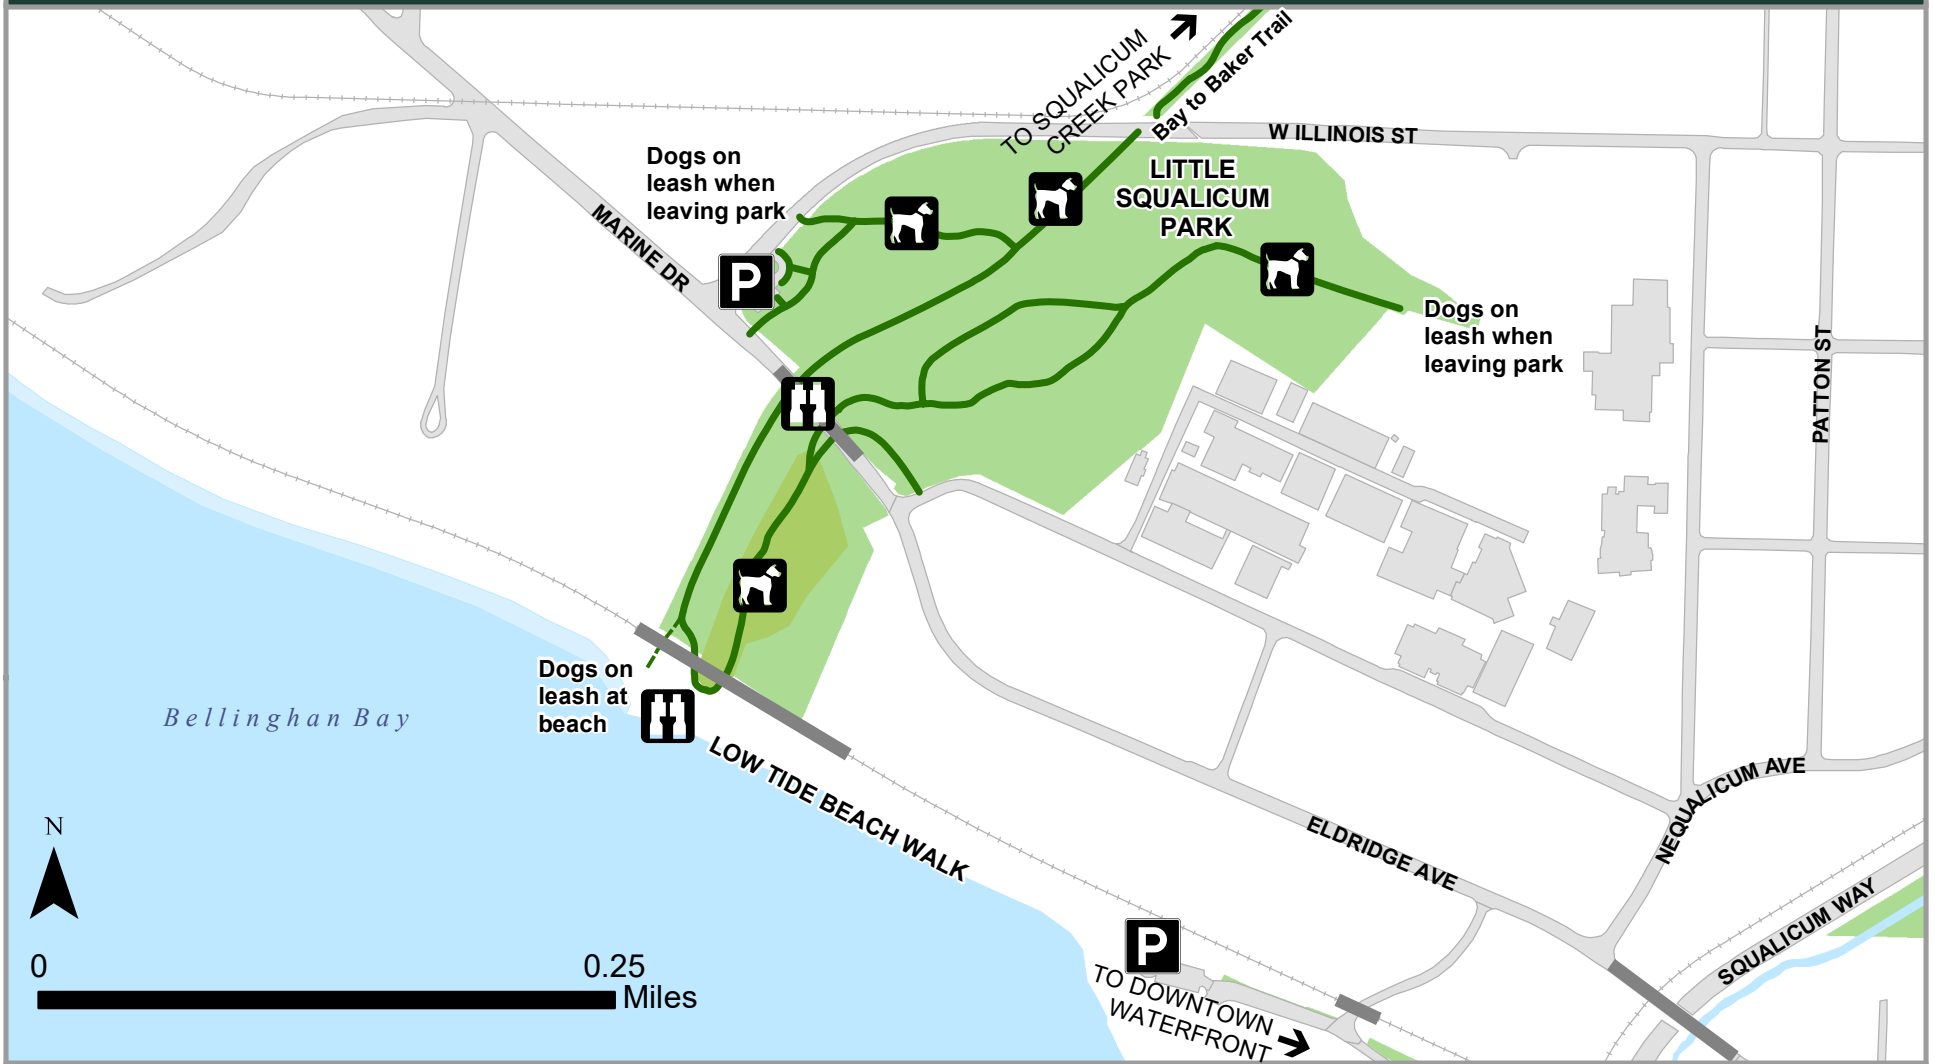 TO SQUALICUM
CREEK PARK
Bay to Baker Trail
W ILLINOIS ST
Dogs on
leash when
leaving park
LITTLE
SQUALICUM
PARK
MARINE DR
P
Dogs on
leash when
leaving park
PATTON ST
Dogs on
leash at
beach
Bellinghan Bay
LOW TIDE BEACH WALK
NEQUALICUM AVE
ELDRIDGE AVE
SQUALICUM WAY
N
P
0 0.25
Miles
TO DOWNTOWN
WATERFRONT